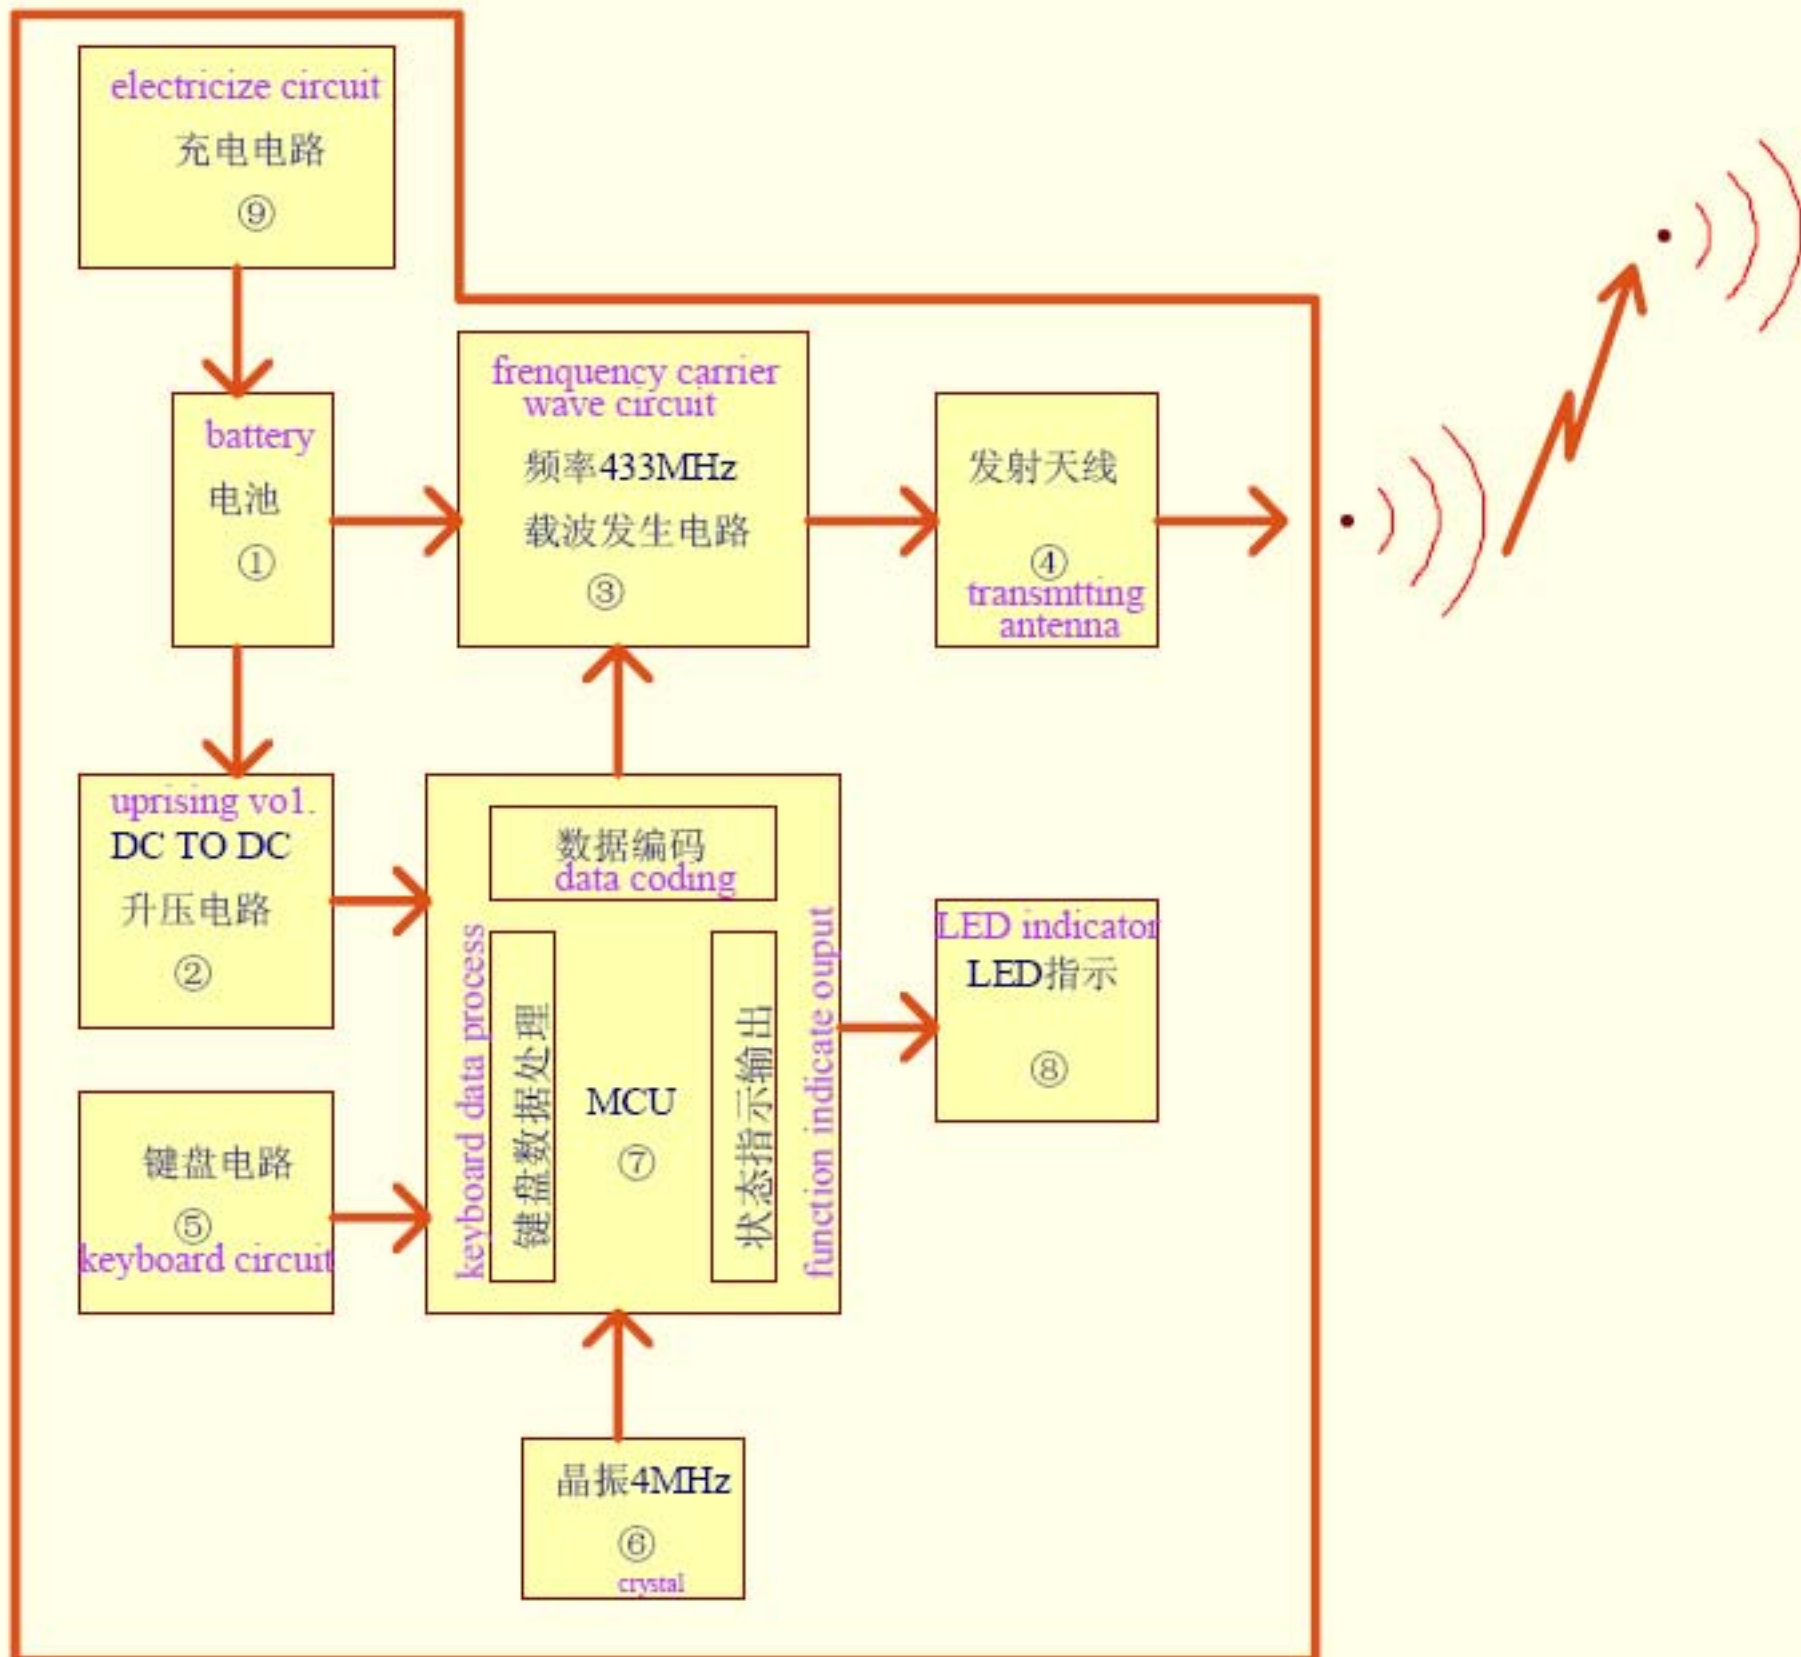 electricize circuit
充电电路
⑨
battery
电池
①
frenquency carrier
wave circuit
频率433MHz
载波发生电路
③
发射天线
④
transmtting
antenna
uprising vol.
DC TO DC
升压电路
②
数据编码
data coding
keyboard data process
键盘数据处理
MCU
⑦
状态指示输出
function indicate ouput
LED indicator
LED指示
⑧
键盘电路
⑤
keyboard circuit
晶振4MHz
⑥
crystal